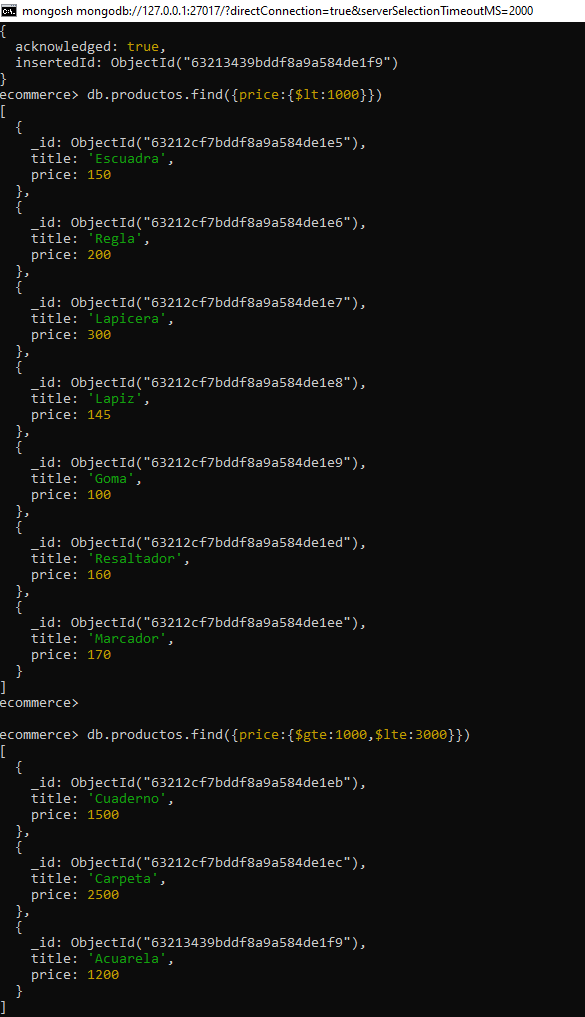 mongosh mongodb://127.0.0.1:27017/?directConnection=true&serverSelectionTimeoutMS=2000
{
  acknowledged: true,
  insertedId: ObjectId("63213439bddf8a9a584de1f9")
}
ecommerce> db.productos.find({price:{$lt:1000}})
[
  {
    _id: ObjectId("63212cf7bddf8a9a584de1e5"),
    title: 'Escuadra',
    price: 150
  },
  {
    _id: ObjectId("63212cf7bddf8a9a584de1e6"),
    title: 'Regla',
    price: 200
  },
  {
    _id: ObjectId("63212cf7bddf8a9a584de1e7"),
    title: 'Lapicera',
    price: 300
  },
  {
    _id: ObjectId("63212cf7bddf8a9a584de1e8"),
    title: 'Lapiz',
    price: 145
  },
  {
    _id: ObjectId("63212cf7bddf8a9a584de1e9"),
    title: 'Goma',
    price: 100
  },
  {
    _id: ObjectId("63212cf7bddf8a9a584de1ed"),
    title: 'Resaltador',
    price: 160
  },
  {
    _id: ObjectId("63212cf7bddf8a9a584de1ee"),
    title: 'Marcador',
    price: 170
  }
]
ecommerce>
ecommerce> db.productos.find({price:{$gte:1000,$lte:3000}})
[
  {
    _id: ObjectId("63212cf7bddf8a9a584de1eb"),
    title: 'Cuaderno',
    price: 1500
  },
  {
    _id: ObjectId("63212cf7bddf8a9a584de1ec"),
    title: 'Carpeta',
    price: 2500
  },
  {
    _id: ObjectId("63213439bddf8a9a584de1f9"),
    title: 'Acuarela',
    price: 1200
  }
]